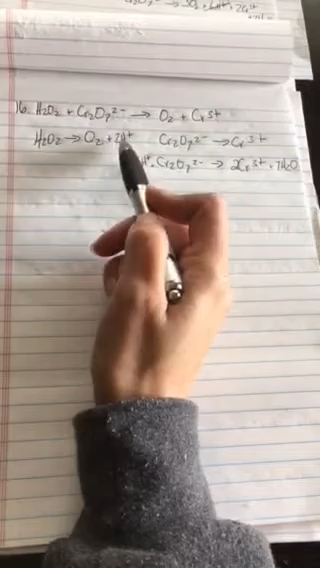 16. H₂O₂ + Cr₂O₇²⁻ → O₂ + Cr³⁺
H₂O₂ → O₂ + 2H⁺ Cr₂O₇²⁻ → Cr³⁺
H⁺ + Cr₂O₇²⁻ → 2Cr³⁺ + 7H₂O